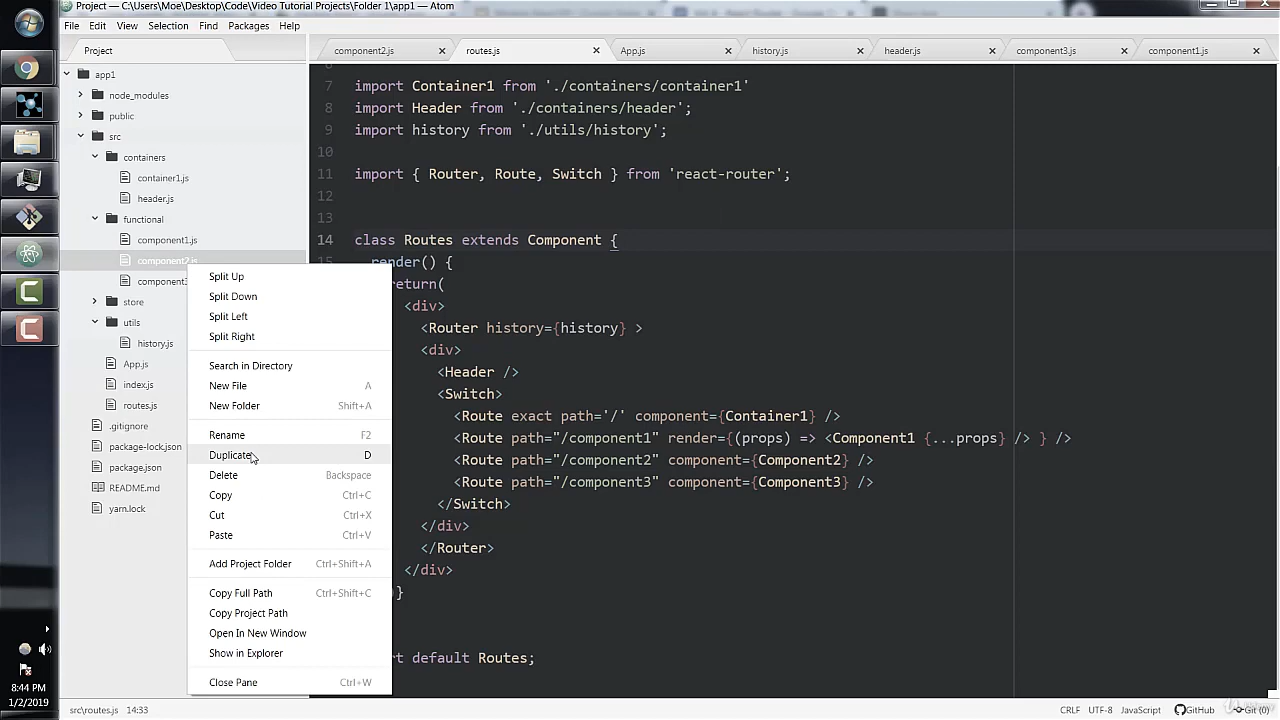 Project — C:\Users\Moe\Desktop\Code\Video Tutorial Projects\Folder 1\app1 — Atom
File Edit View Selection Find Packages Help
Project
component2.js
routes.js
App.js
history.js
header.js
component3.js
component1.js
app1
node_modules
public
src
containers
container1.js
header.js
functional
component1.js
component2.js
component3
store
utils
history.js
App.js
index.js
routes.js
.gitignore
package-lock.json
package.json
README.md
yarn.lock
Split Up
Split Down
Split Left
Split Right
Search in Directory
New File A
New Folder Shift+A
Rename F2
Duplicate D
Delete Backspace
Copy Ctrl+C
Cut Ctrl+X
Paste Ctrl+V
Add Project Folder Ctrl+Shift+A
Copy Full Path Ctrl+Shift+C
Copy Project Path
Open In New Window
Show in Explorer
Close Pane Ctrl+W
7 import Container1 from './containers/container1'
8 import Header from './containers/header';
9 import history from './utils/history';
10
11 import { Router, Route, Switch } from 'react-router';
12
13
14 class Routes extends Component {
15 render() {
return(
<div>
<Router history={history} >
<div>
<Header />
<Switch>
<Route exact path='/' component={Container1} />
<Route path="/component1" render={(props) => <Component1 {...props} /> } />
<Route path="/component2" component={Component2} />
<Route path="/component3" component={Component3} />
</Switch>
</div>
</Router>
</div>
)}
rt default Routes;
8:44 PM
1/2/2019
src\routes.js 14:33
CRLF UTF-8 JavaScript GitHub Git (0)